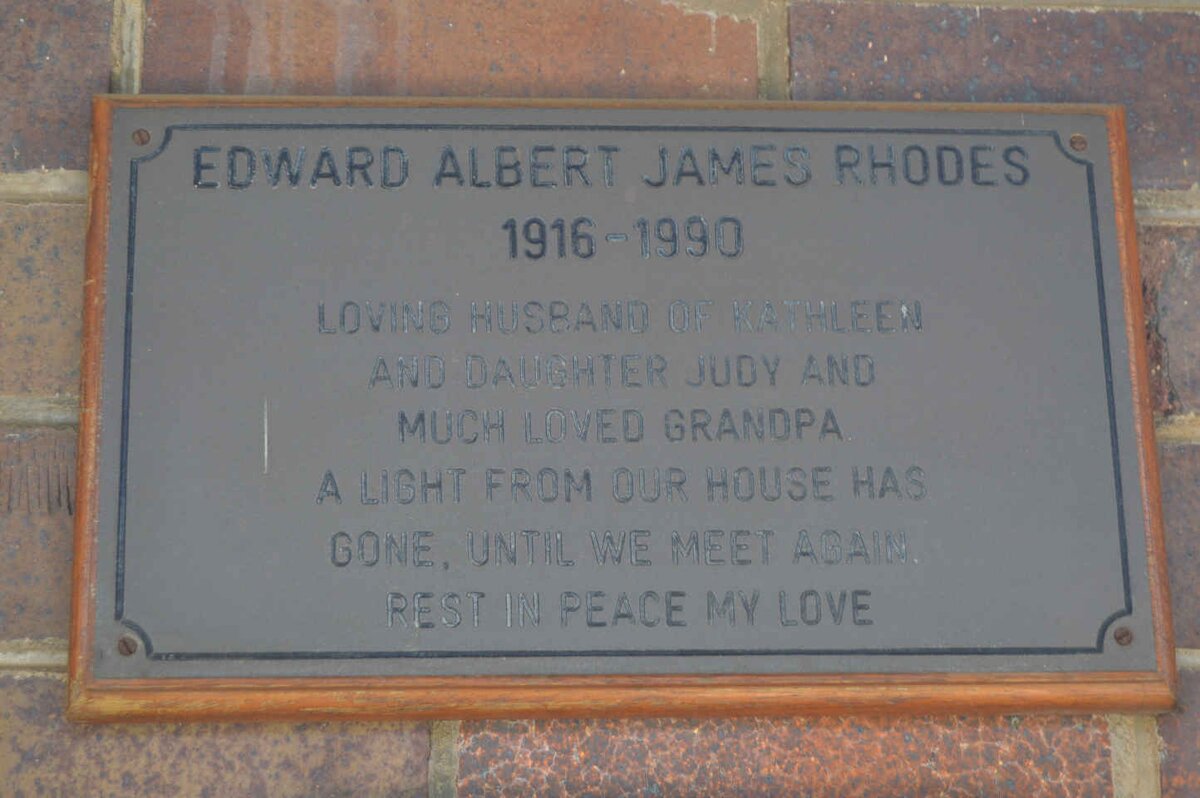 EDWARD ALBERT JAMES RHODES
1916-1990
LOVING HUSBAND OF KATHLEEN
AND DAUGHTER JUDY AND
MUCH LOVED GRANDPA
A LIGHT FROM OUR HOUSE HAS
GONE, UNTIL WE MEET AGAIN.
REST IN PEACE MY LOVE